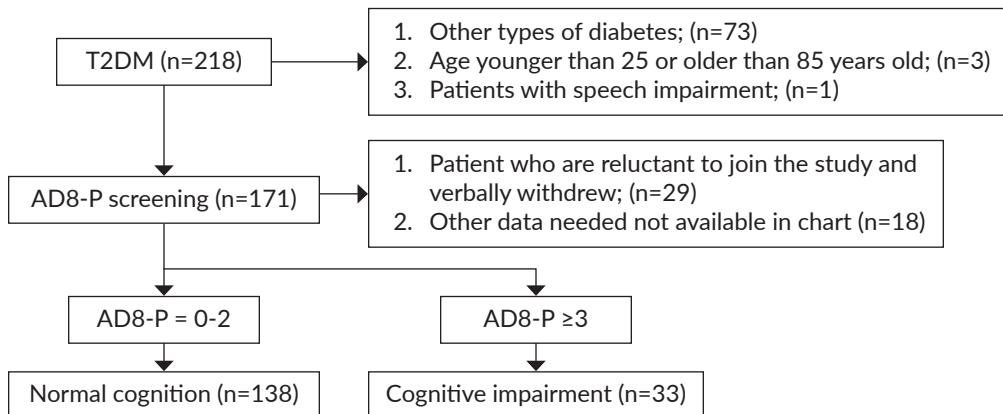 T2DM (n=218)
1. Other types of diabetes; (n=73)
2. Age younger than 25 or older than 85 years old; (n=3)
3. Patients with speech impairment; (n=1)
AD8-P screening (n=171)
1. Patient who are reluctant to join the study and
verbally withdrew; (n=29)
2. Other data needed not available in chart (n=18)
AD8-P = 0-2
AD8-P ≥3
Normal cognition (n=138)
Cognitive impairment (n=33)